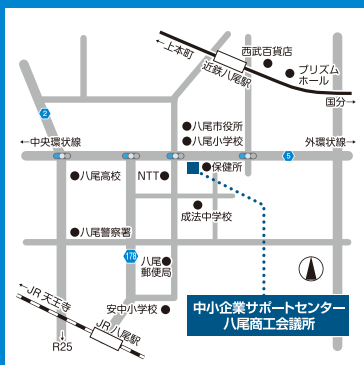 ←上本町
西武百貨店
近鉄八尾駅
プリズム
ホール
国分→
2
八尾市役所
←中央環状線
八尾小学校
外環状線→
5
保健所
八尾高校
NTT
成法中学校
八尾警察署
178
八尾
郵便局
←JR天王寺
安中小学校
中小企業サポートセンター
八尾商工会議所
JR八尾駅
↓
R25